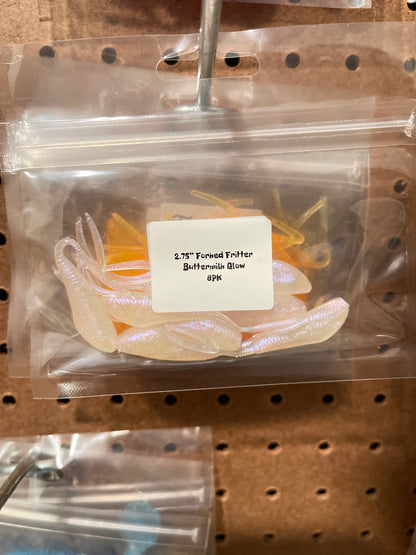 2.75" Forked Fritter
Buttermilk Glow
8pk